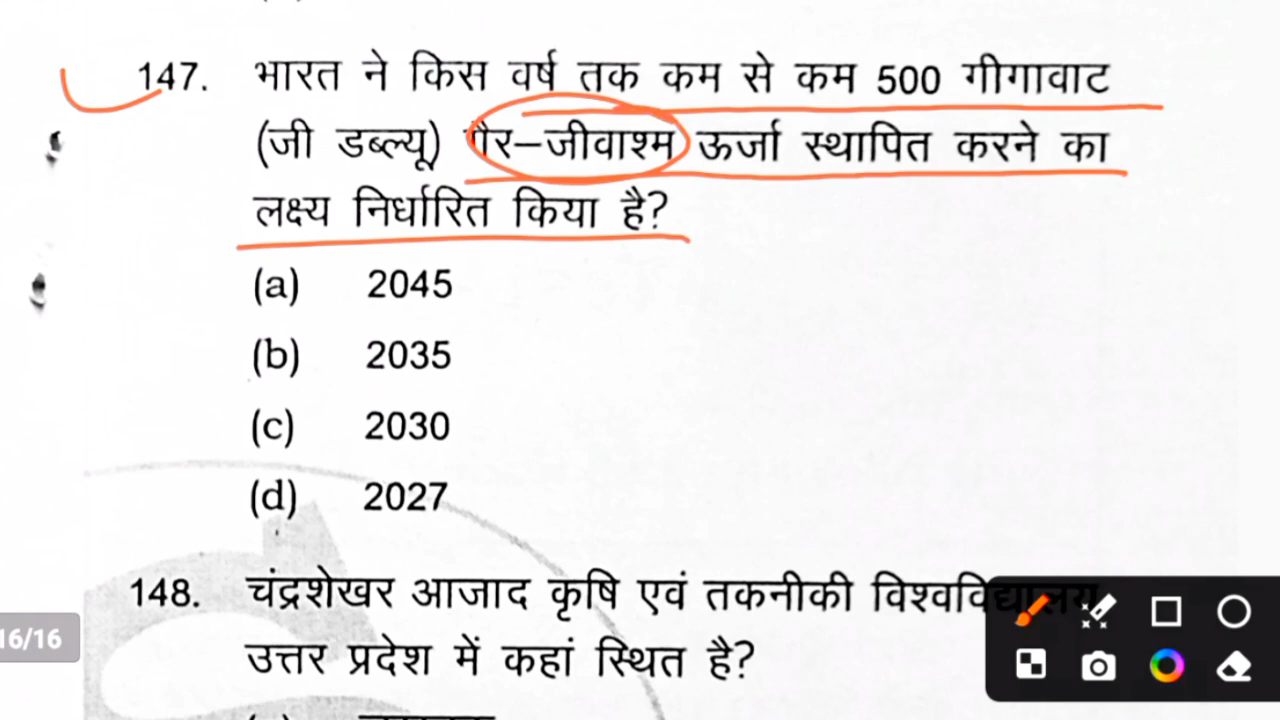 147. भारत ने किस वर्ष तक कम से कम 500 गीगावाट
(जी डब्ल्यू) गैर–जीवाश्म ऊर्जा स्थापित करने का
लक्ष्य निर्धारित किया है?
(a) 2045
(b) 2035
(c) 2030
(d) 2027
148. चंद्रशेखर आजाद कृषि एवं तकनीकी विश्वविद्यालय
16/16
उत्तर प्रदेश में कहां स्थित है?